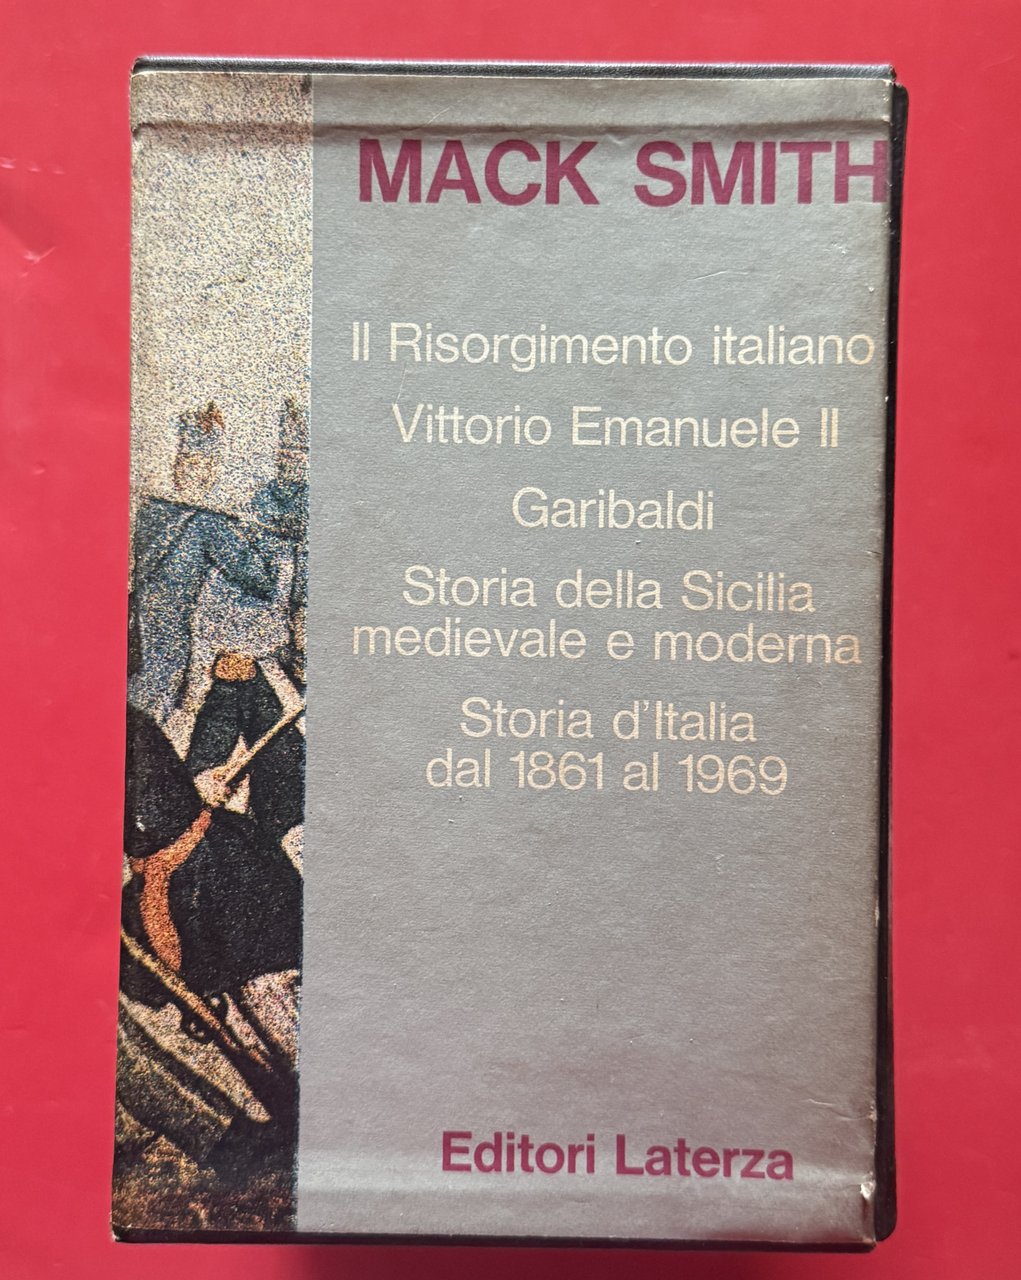 MACK SMITH
Il Risorgimento italiano
Vittorio Emanuele II
Garibaldi
Storia della Sicilia
medievale e moderna
Storia d'Italia
dal 1861 al 1969
Editori Laterza